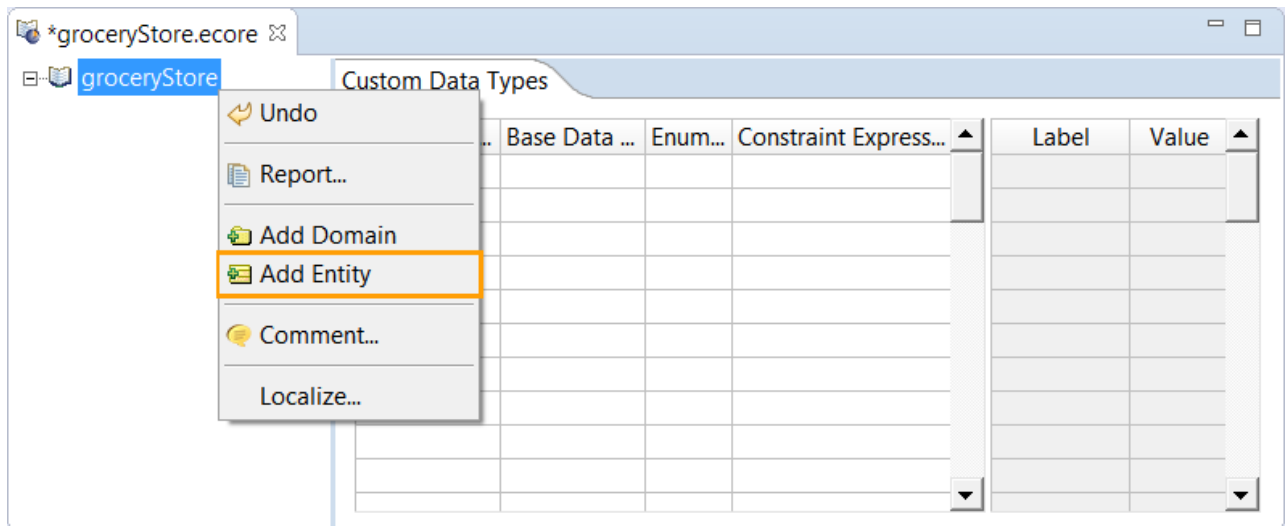 *groceryStore.ecore
groceryStore
Custom Data Types
Undo
.. Base Data ... Enum... Constraint Express... Label Value
Report...
Add Domain
Add Entity
Comment...
Localize...